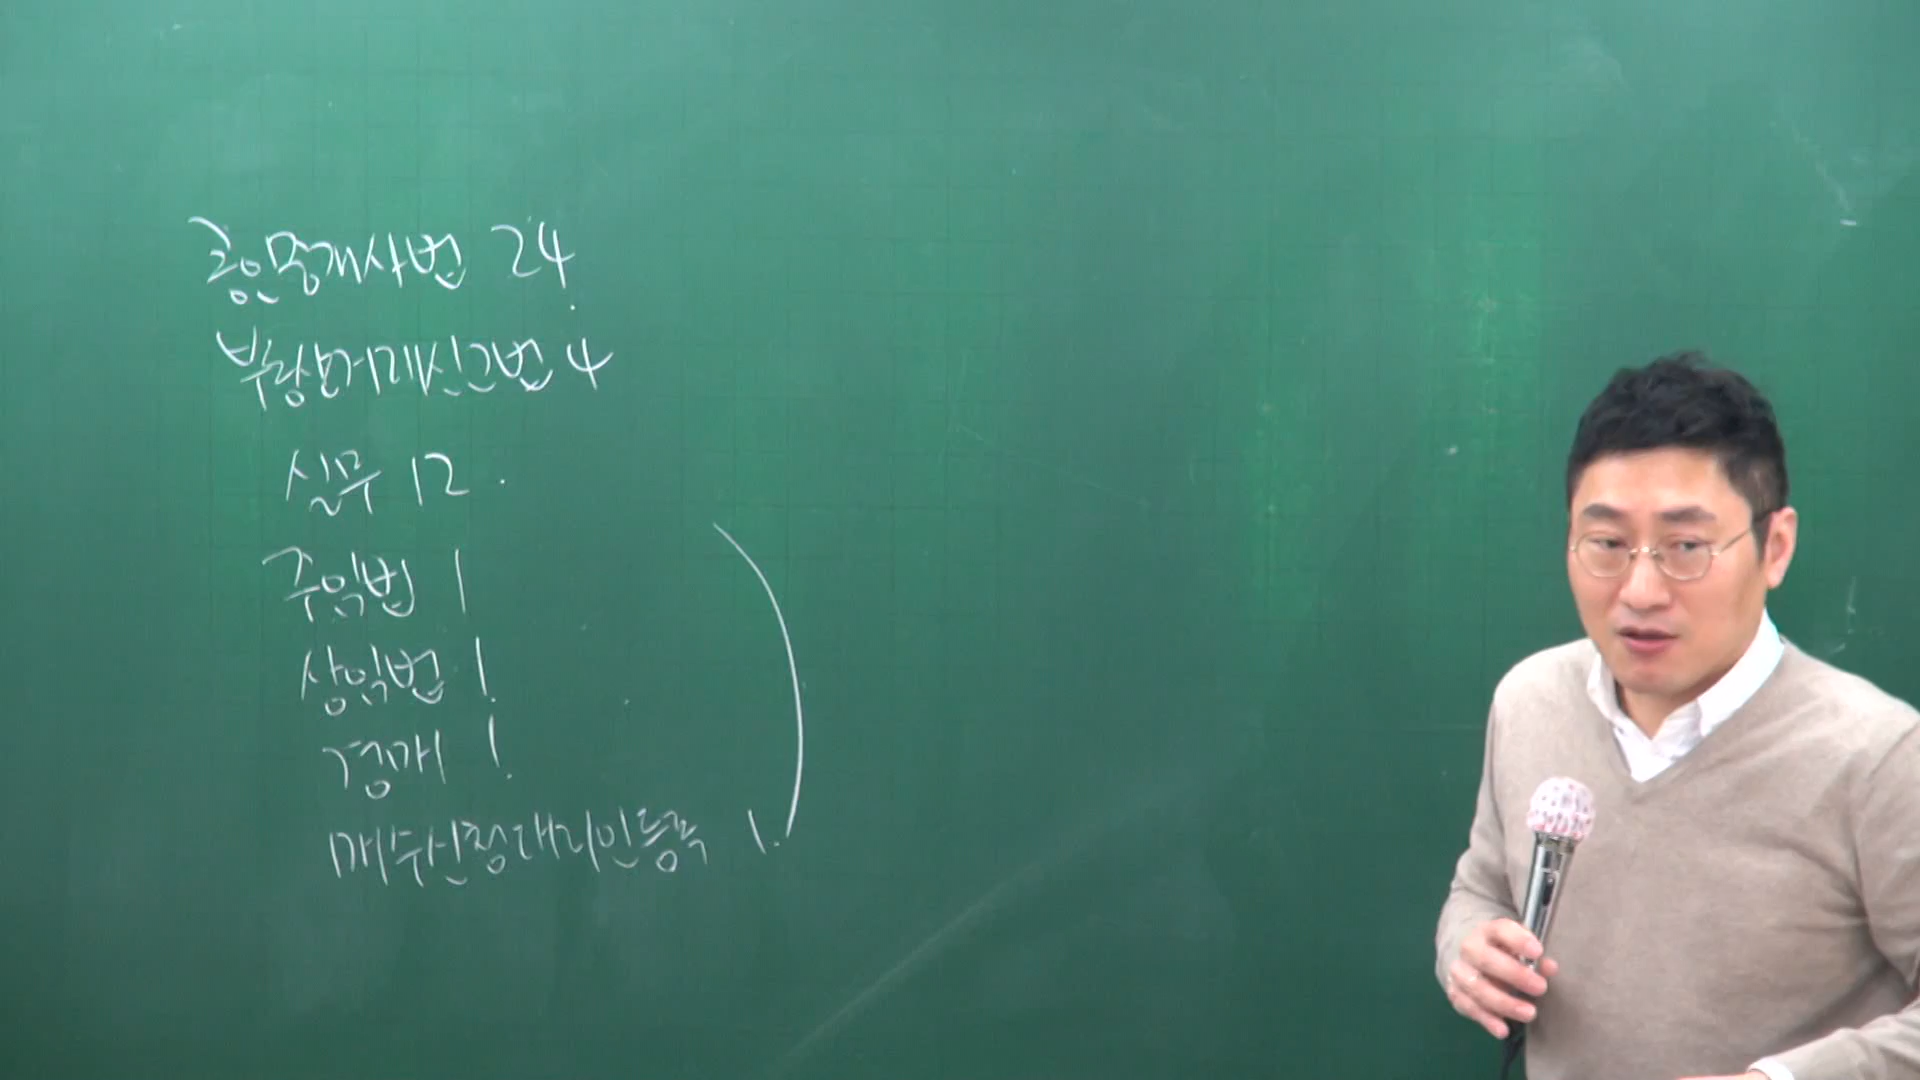 공인중개사법 24.
부동산거래신고법 4
실무 12.
주임법 1
상임법 1.
경매 1.
매수신청대리인등록 1.